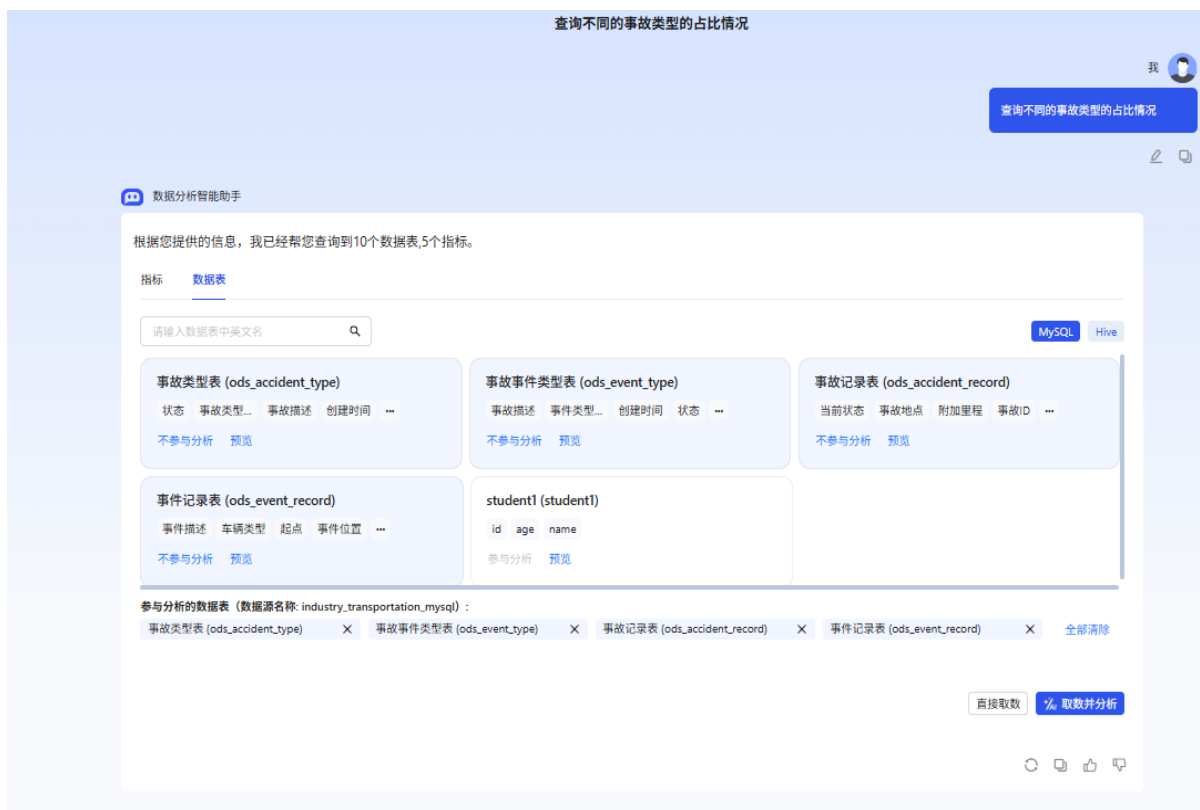 查询不同的事故类型的占比情况
我
查询不同的事故类型的占比情况
数据分析智能助手
根据您提供的信息，我已经帮您查询到10个数据表,5个指标。
指标 数据表
请输入数据表中英文名
MySQL Hive
事故类型表 (ods_accident_type)
状态 事故类型... 事故描述 创建时间 ...
不参与分析 预览
事故事件类型表 (ods_event_type)
事故描述 事件类型... 创建时间 状态 ...
不参与分析 预览
事故记录表 (ods_accident_record)
当前状态 事故地点 附加里程 事故ID ...
不参与分析 预览
事件记录表 (ods_event_record)
事件描述 车辆类型 起点 事件位置 ...
不参与分析 预览
student1 (student1)
id age name
参与分析 预览
参与分析的数据表（数据源名称: industry_transportation_mysql）:
事故类型表 (ods_accident_type) X 事故事件类型表 (ods_event_type) X 事故记录表 (ods_accident_record) X 事件记录表 (ods_event_record) X 全部清除
直接取数 取数并分析